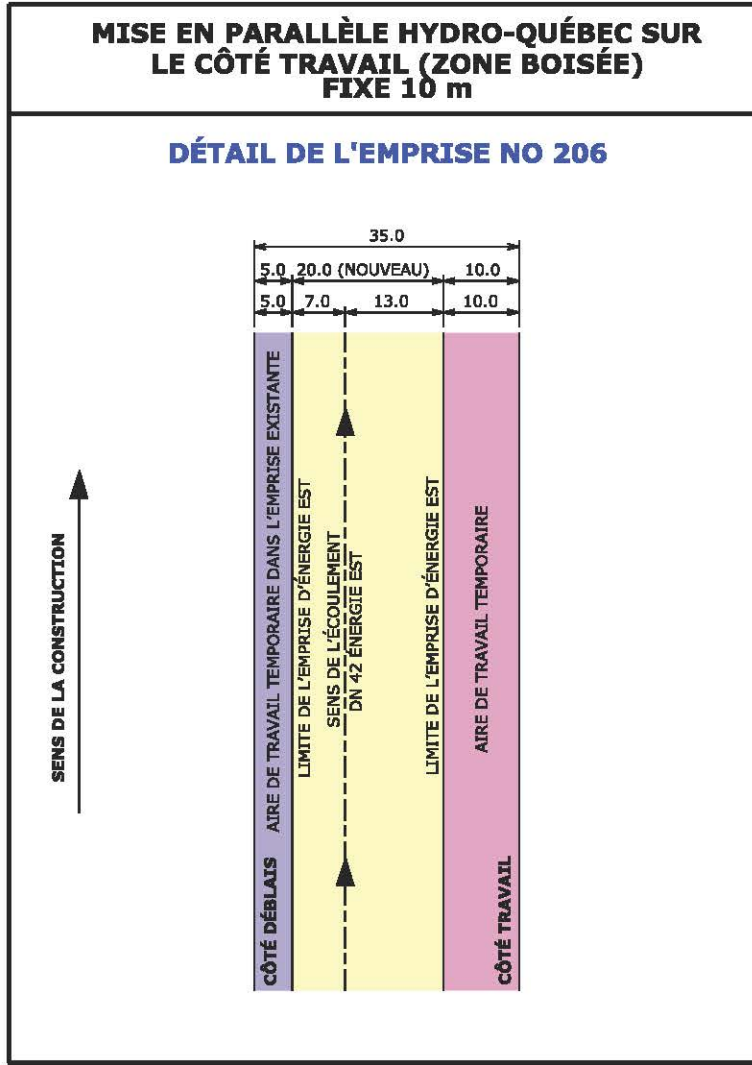 MISE EN PARALLÈLE HYDRO-QUÉBEC SUR
LE CÔTÉ TRAVAIL (ZONE BOISÉE)
FIXE 10 m
DÉTAIL DE L'EMPRISE NO 206
35.0
5.0 20.0 (NOUVEAU) 10.0
5.0 7.0 13.0 10.0
SENS DE LA CONSTRUCTION
CÔTÉ DÉBLAIS
AIRE DE TRAVAIL TEMPORAIRE DANS L'EMPRISE EXISTANTE
LIMITE DE L'EMPRISE D'ÉNERGIE EST
SENS DE L'ÉCOULEMENT
DN 42 ÉNERGIE EST
LIMITE DE L'EMPRISE D'ÉNERGIE EST
AIRE DE TRAVAIL TEMPORAIRE
CÔTÉ TRAVAIL